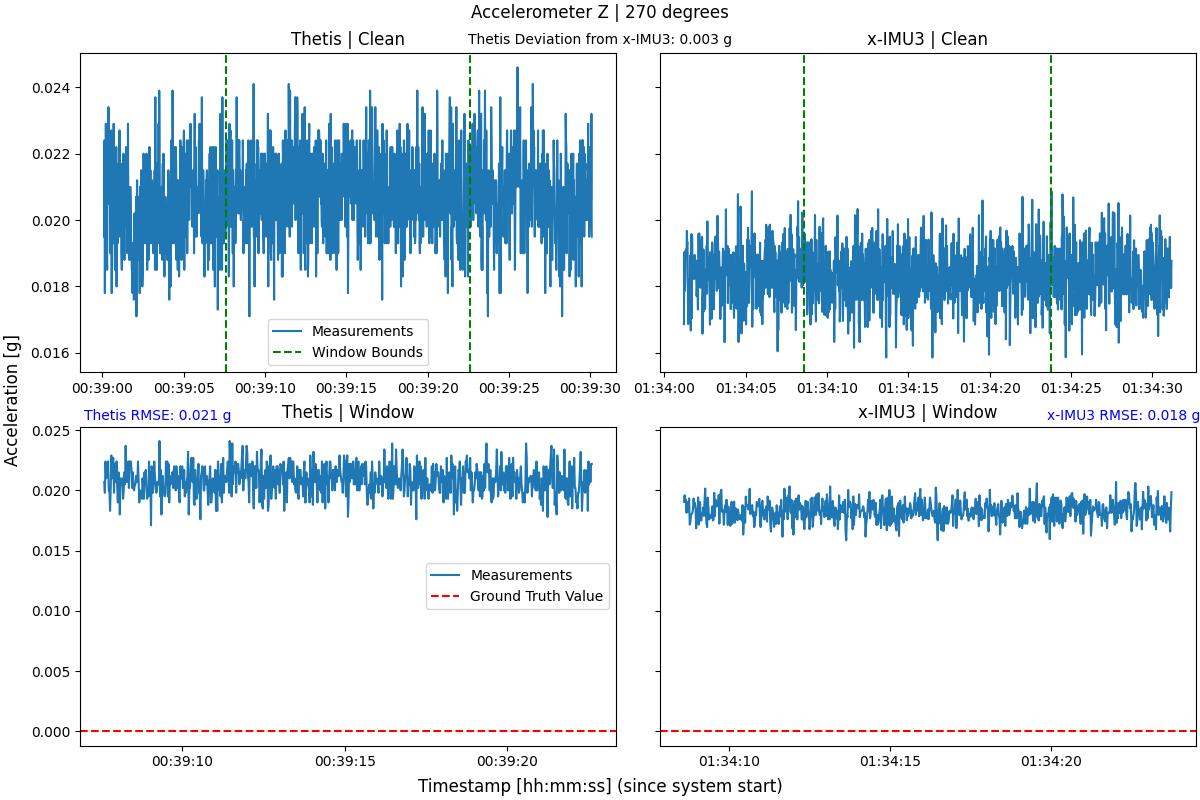 Accelerometer Z | 270 degrees
Thetis | Clean
Thetis Deviation from x-IMU3: 0.003 g
x-IMU3 | Clean
0.024
0.022
0.020
0.018
0.016
Measurements
Window Bounds
00:39:00 00:39:05 00:39:10 00:39:15 00:39:20 00:39:25 00:39:30
01:34:00 01:34:05 01:34:10 01:34:15 01:34:20 01:34:25 01:34:30
Acceleration [g]
Thetis RMSE: 0.021 g
Thetis | Window
x-IMU3 | Window
x-IMU3 RMSE: 0.018 g
0.025
0.020
0.015
0.010
0.005
0.000
Measurements
Ground Truth Value
00:39:10 00:39:15 00:39:20
01:34:10 01:34:15 01:34:20
Timestamp [hh:mm:ss] (since system start)